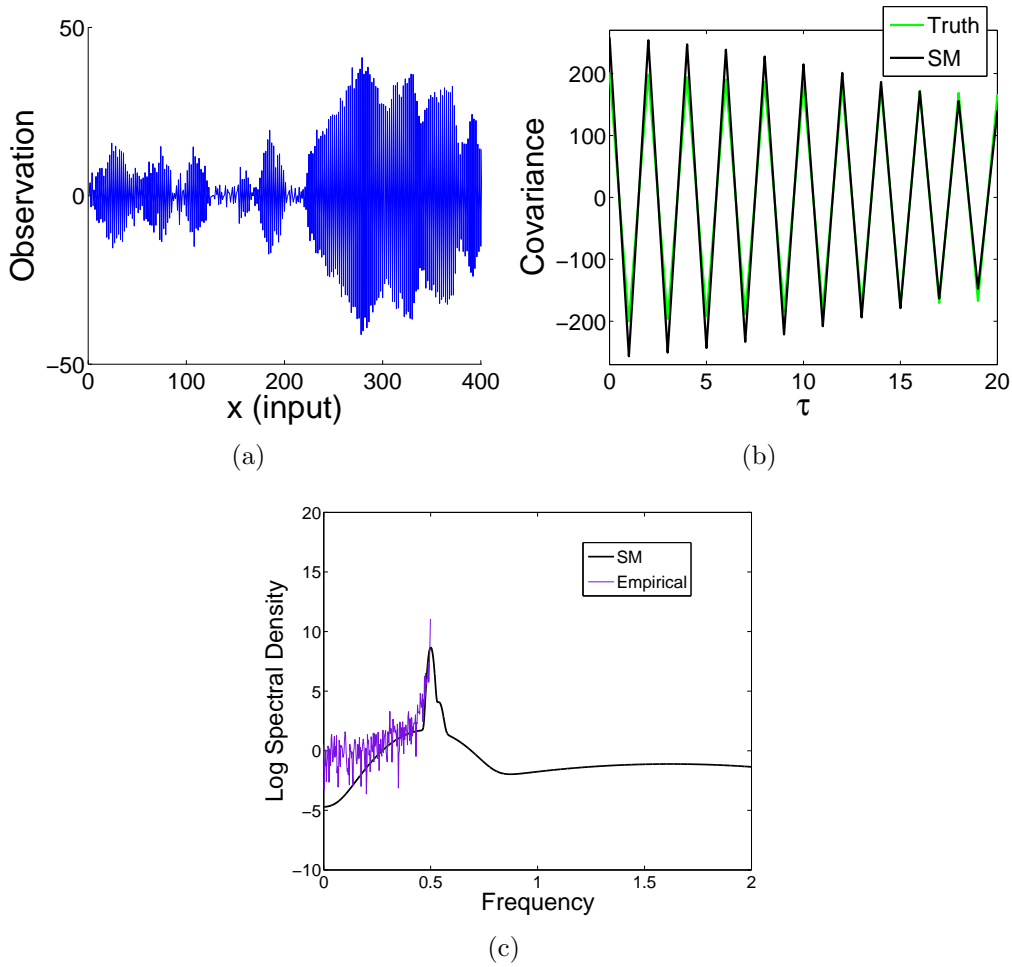 50
0
−50
Observation
0 100 200 300 400
x (input)
(a)
Truth
SM
200
100
0
−100
−200
Covariance
0 5 10 15 20
τ
(b)
20
15
10
5
0
−5
−10
Log Spectral Density
SM
Empirical
0 0.5 1 1.5 2
Frequency
(c)